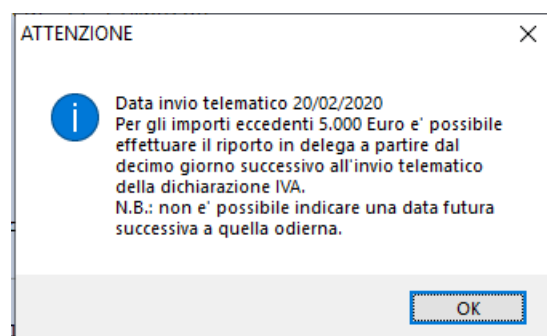 ATTENZIONE
Data invio telematico 20/02/2020
Per gli importi eccedenti 5.000 Euro e' possibile
effettuare il riporto in delega a partire dal
decimo giorno successivo all'invio telematico
della dichiarazione IVA.
N.B.: non e' possibile indicare una data futura
successiva a quella odierna.
OK